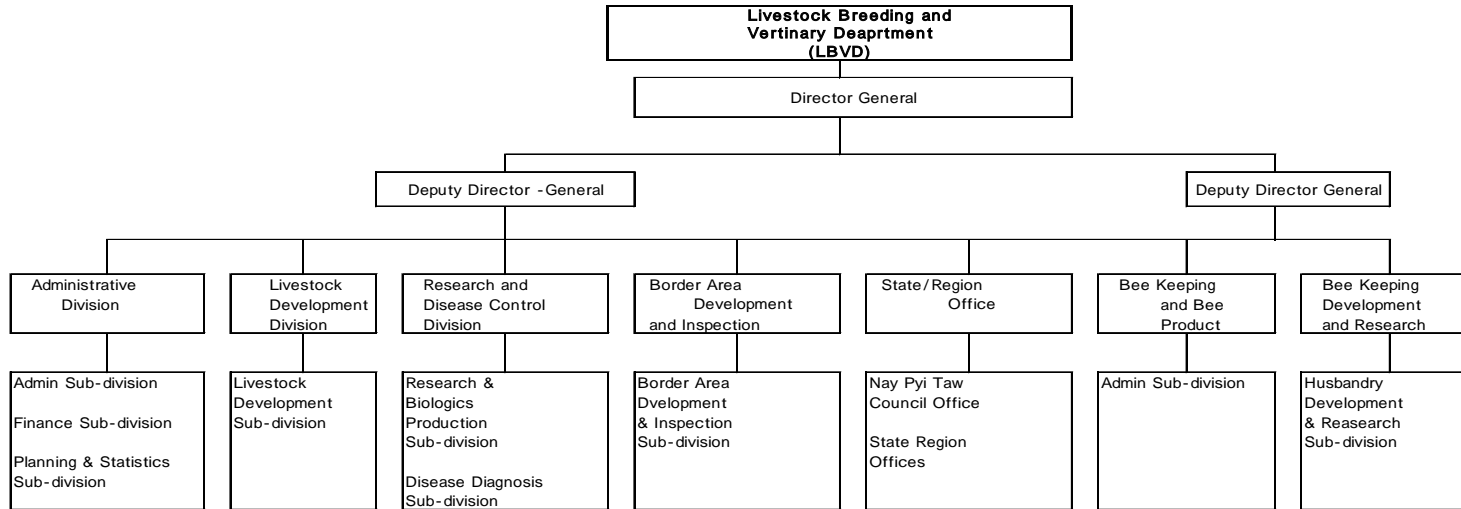 Livestock Breeding and
Vertinary Deaprtment
(LBVD)
Director General
Deputy Director -General
Deputy Director General
Administrative
Division
Livestock
Development
Division
Research and
Disease Control
Division
Border Area
Development
and Inspection
State/Region
Office
Bee Keeping
and Bee
Product
Bee Keeping
Development
and Research
Admin Sub-division
Finance Sub-division
Planning & Statistics
Sub-division
Livestock
Development
Sub-division
Research &
Biologics
Production
Sub-division
Disease Diagnosis
Sub-division
Border Area
Dvelopment
& Inspection
Sub-division
Nay Pyi Taw
Council Office
State Region
Offices
Admin Sub-division
Husbandry
Development
& Reasearch
Sub-division